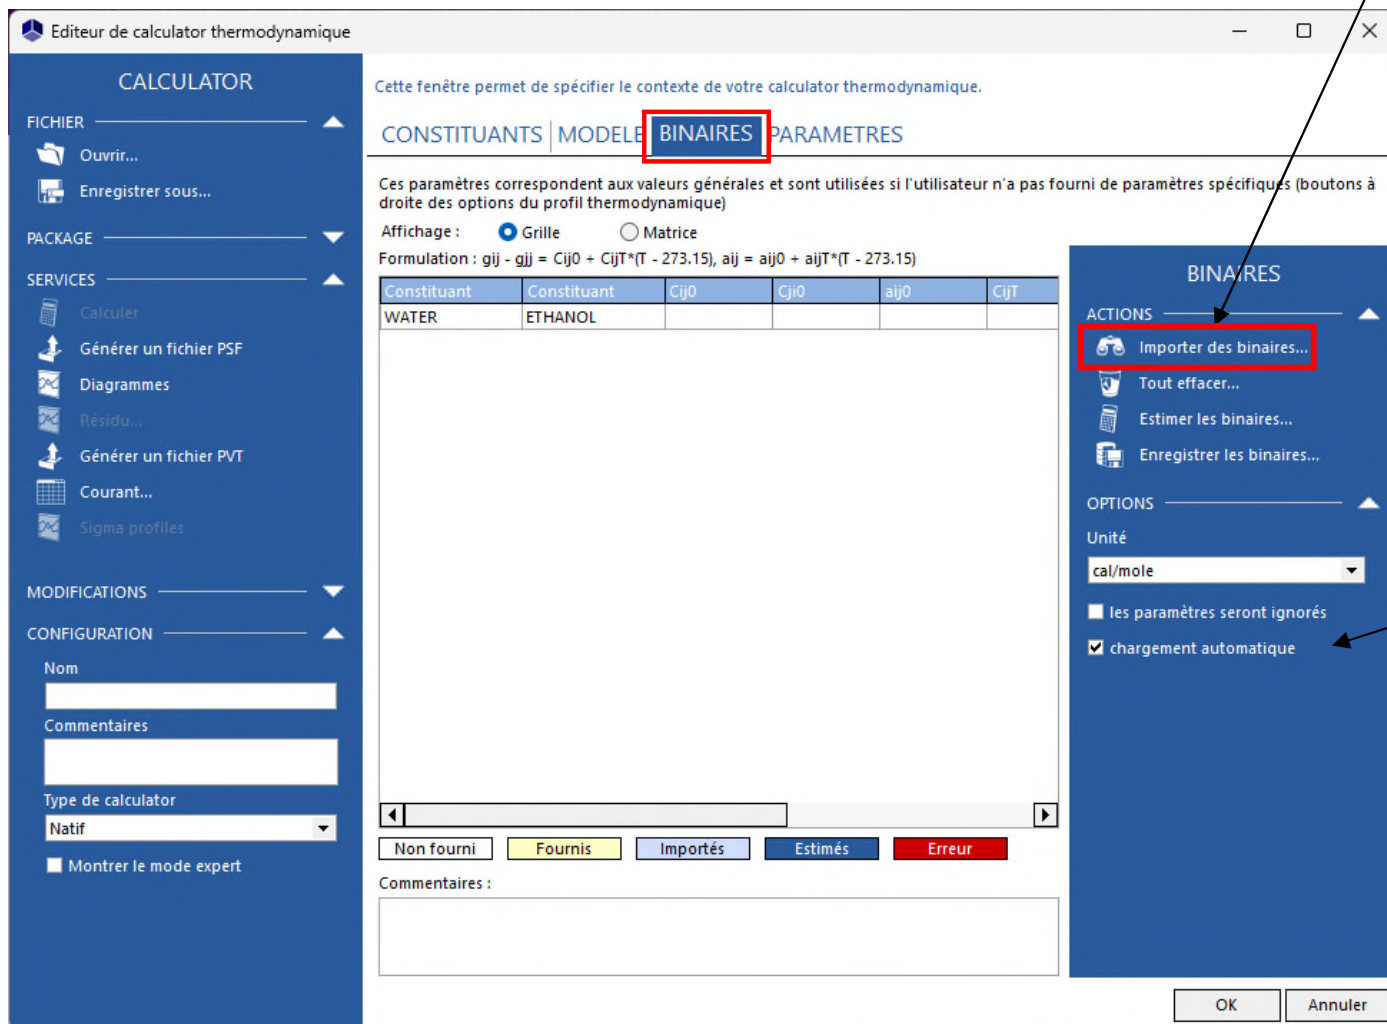 Editeur de calculator thermodynamique
CALCULATOR
FICHIER
Ouvrir...
Enregistrer sous...
PACKAGE
SERVICES
Calculer
Générer un fichier PSF
Diagrammes
Résidu...
Générer un fichier PVT
Courant...
Sigma profiles
MODIFICATIONS
CONFIGURATION
Nom
Commentaires
Type de calculator
Natif
Montrer le mode expert
Cette fenêtre permet de spécifier le contexte de votre calculator thermodynamique.
CONSTITUANTS MODELE BINAIRES PARAMETRES
Ces paramètres correspondent aux valeurs générales et sont utilisées si l'utilisateur n'a pas fourni de paramètres spécifiques (boutons à
droite des options du profil thermodynamique)
Affichage : Grille Matrice
Formulation : gij - gjj = Cij0 + CijT*(T - 273.15), aij = aij0 + aijT*(T - 273.15)
Constituant Constituant Cij0 Cji0 aij0 CijT
WATER ETHANOL
Non fourni Fournis Importés Estimés Erreur
Commentaires :
BINAIRES
ACTIONS
Importer des binaires...
Tout effacer...
Estimer les binaires...
Enregistrer les binaires...
OPTIONS
Unité
cal/mole
les paramètres seront ignorés
chargement automatique
OK Annuler